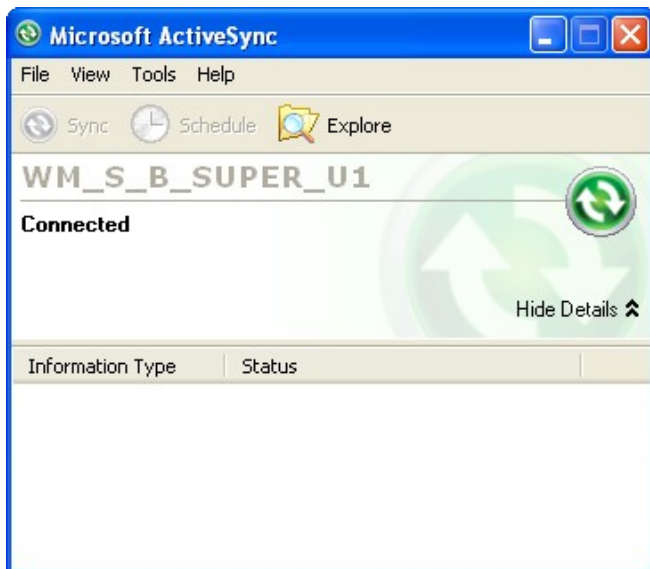 Microsoft ActiveSync
File View Tools Help
Sync Schedule Explore
WM_S_B_SUPER_U1
Connected
Hide Details
Information Type Status